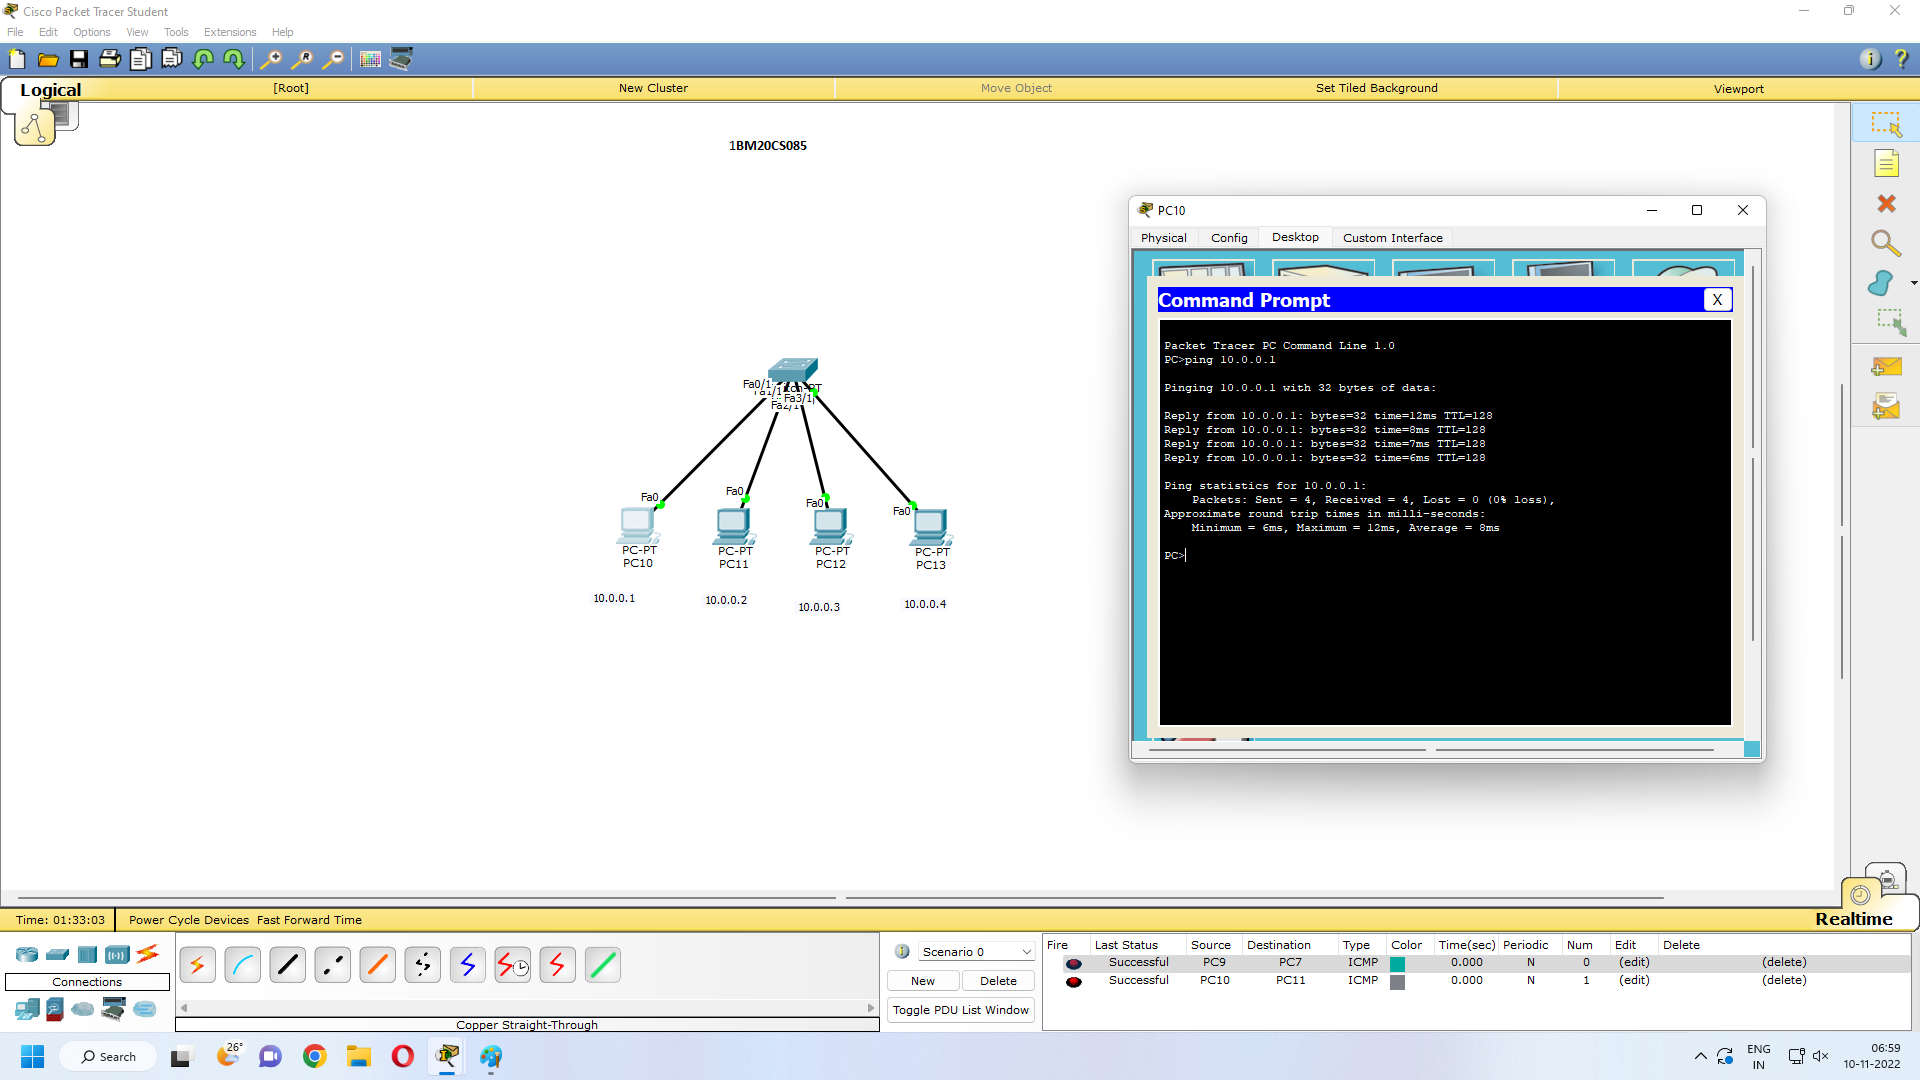 Cisco Packet Tracer Student
File Edit Options View Tools Extensions Help
Logical [Root] New Cluster Move Object Set Tiled Background Viewport
1BM20CS085
PC10
Physical Config Desktop Custom Interface
Command Prompt X
Packet Tracer PC Command Line 1.0
PC>ping 10.0.0.1
Pinging 10.0.0.1 with 32 bytes of data:
Reply from 10.0.0.1: bytes=32 time=12ms TTL=128
Reply from 10.0.0.1: bytes=32 time=8ms TTL=128
Reply from 10.0.0.1: bytes=32 time=7ms TTL=128
Reply from 10.0.0.1: bytes=32 time=6ms TTL=128
Ping statistics for 10.0.0.1:
Packets: Sent = 4, Received = 4, Lost = 0 (0% loss),
Approximate round trip times in milli-seconds:
Minimum = 6ms, Maximum = 12ms, Average = 8ms
PC>
Fa0/1
Fa1/1
Fa3/1
Fa2/1
Fa0 Fa0 Fa0 Fa0
PC-PT PC-PT PC-PT PC-PT
PC10 PC11 PC12 PC13
10.0.0.1 10.0.0.2 10.0.0.3 10.0.0.4
Time: 01:33:03 Power Cycle Devices Fast Forward Time Realtime
Connections
Copper Straight-Through
Scenario 0
New Delete
Toggle PDU List Window
Fire Last Status Source Destination Type Color Time(sec) Periodic Num Edit Delete
Successful PC9 PC7 ICMP 0.000 N 0 (edit) (delete)
Successful PC10 PC11 ICMP 0.000 N 1 (edit) (delete)
Search 26° ENG IN 06:59 10-11-2022